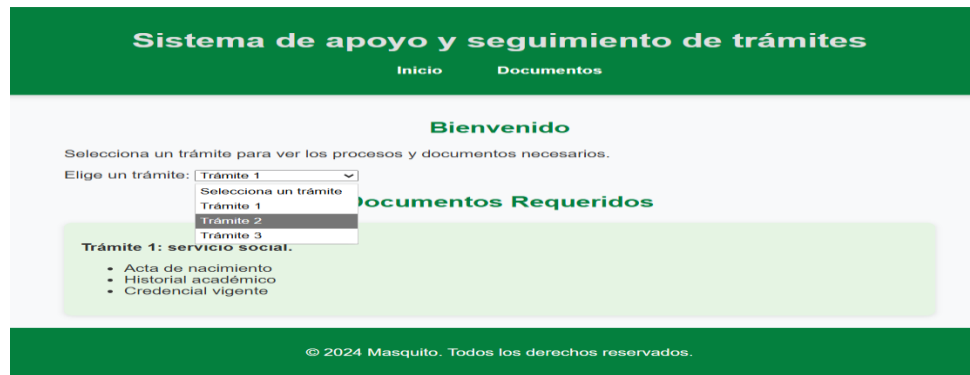 Sistema de apoyo y seguimiento de trámites
Inicio Documentos
Bienvenido
Selecciona un trámite para ver los procesos y documentos necesarios.
Elige un trámite: Trámite 1
Selecciona un trámite
Trámite 1
Trámite 2
Trámite 3
Documentos Requeridos
Trámite 1: servicio social.
Acta de nacimiento
Historial académico
Credencial vigente
© 2024 Masquito. Todos los derechos reservados.